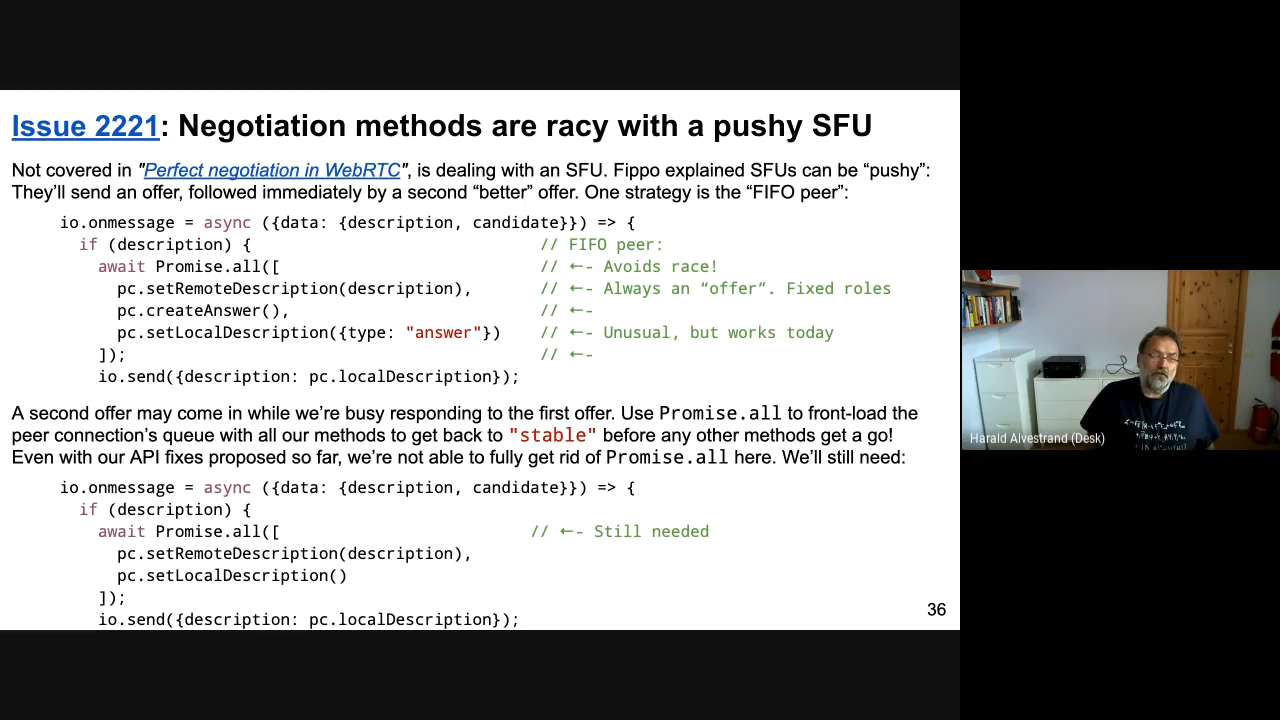 Issue 2221: Negotiation methods are racy with a pushy SFU
Not covered in "Perfect negotiation in WebRTC", is dealing with an SFU. Fippo explained SFUs can be “pushy”:
They’ll send an offer, followed immediately by a second “better” offer. One strategy is the “FIFO peer”:
io.onmessage = async ({data: {description, candidate}}) => {
if (description) { // FIFO peer:
await Promise.all([ // ←- Avoids race!
pc.setRemoteDescription(description), // ←- Always an “offer”. Fixed roles
pc.createAnswer(), // ←-
pc.setLocalDescription({type: "answer"}) // ←- Unusual, but works today
]); // ←-
io.send({description: pc.localDescription});
A second offer may come in while we’re busy responding to the first offer. Use Promise.all to front-load the
peer connection’s queue with all our methods to get back to "stable" before any other methods get a go!
Even with our API fixes proposed so far, we’re not able to fully get rid of Promise.all here. We’ll still need:
io.onmessage = async ({data: {description, candidate}}) => {
if (description) {
await Promise.all([ // ←- Still needed
pc.setRemoteDescription(description),
pc.setLocalDescription()
]);
io.send({description: pc.localDescription});
36
Harald Alvestrand (Desk)